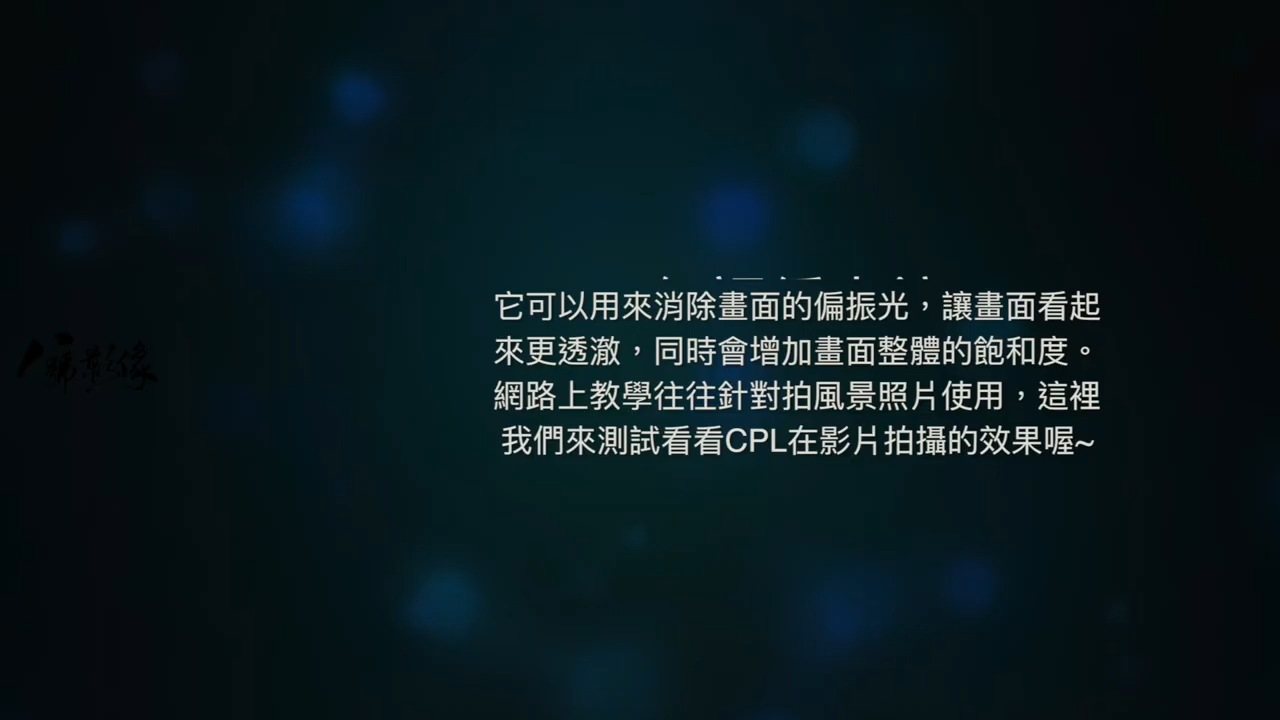 它可以用來消除畫面的偏振光，讓畫面看起
來更透澈，同時會增加畫面整體的飽和度。
網路上教學往往針對拍風景照片使用，這裡
我們來測試看看CPL在影片拍攝的效果喔~
號影像